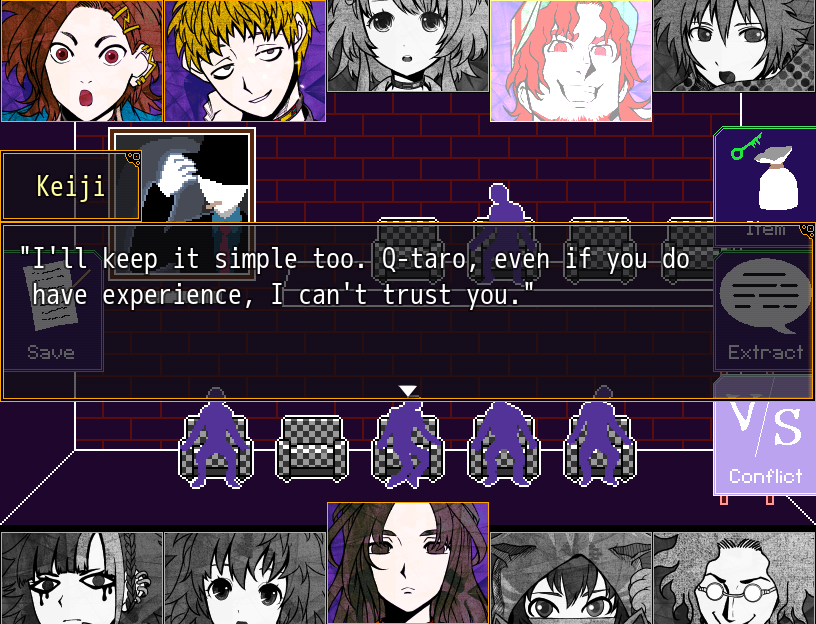 Keiji
"I'll keep it simple too. Q-taro, even if you do
have experience, I can't trust you."
Item
Save
Extract
VS
Conflict